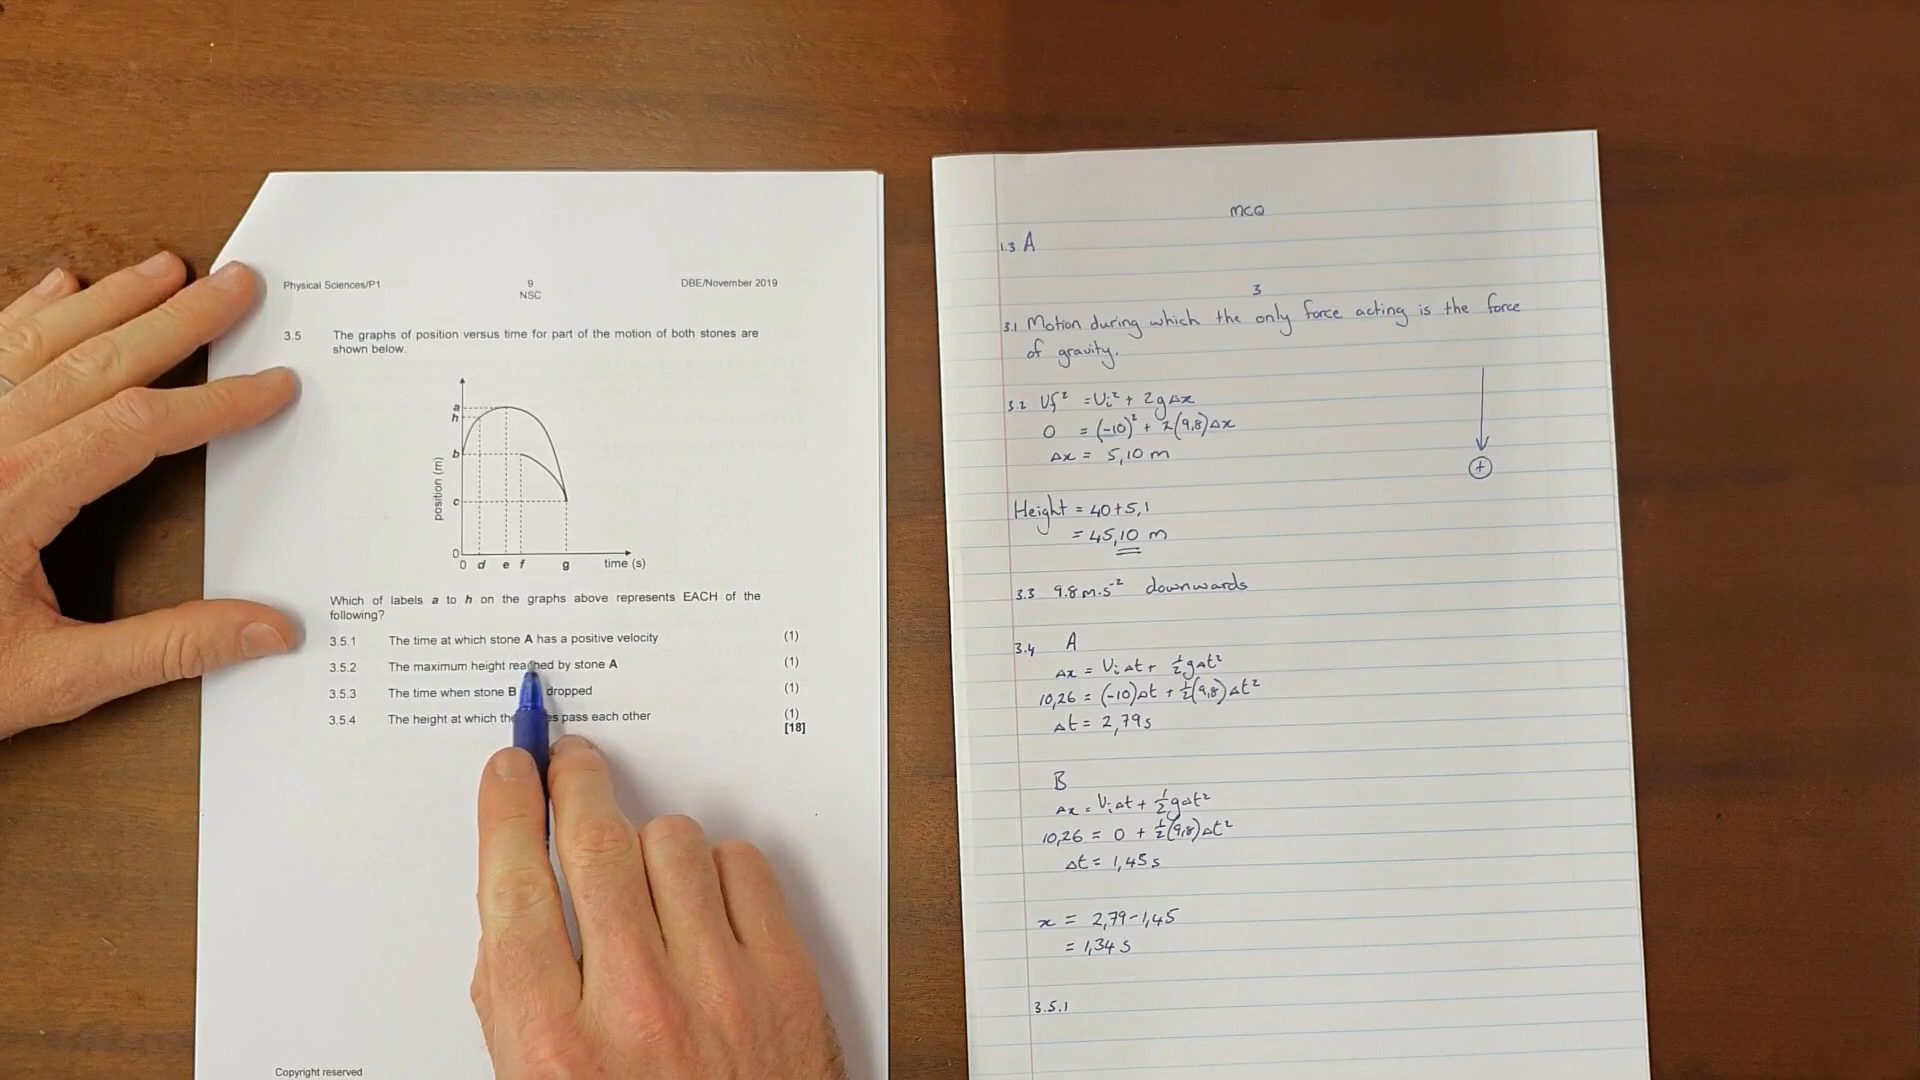 Physical Sciences/P1
9
NSC
DBE/November 2019
3.5 The graphs of position versus time for part of the motion of both stones are
shown below.
position (m)
a
h
b
c
0
0 d e f g time (s)
Which of labels a to h on the graphs above represents EACH of the
following?
3.5.1 The time at which stone A has a positive velocity (1)
3.5.2 The maximum height reached by stone A (1)
3.5.3 The time when stone B dropped (1)
3.5.4 The height at which pass each other (1)
[18]
Copyright reserved
MCQ
1.3 A
3
3.1 Motion during which the only force acting is the force
of gravity.
3.2 Vf² = Vi² + 2gΔx
0 = (-10)² + 2(9,8)Δx
Δx = 5,10 m
+
Height = 40+5,1
= 45,10 m
3.3 9.8 m·s⁻² downwards
3.4 A
Δx = ViΔt + ½gΔt²
10,26 = (-10)Δt + ½(9,8)Δt²
Δt = 2,79s
B
Δx = ViΔt + ½gΔt²
10,26 = 0 + ½(9,8)Δt²
Δt = 1,45s
x = 2,79-1,45
= 1,34 s
3.5.1